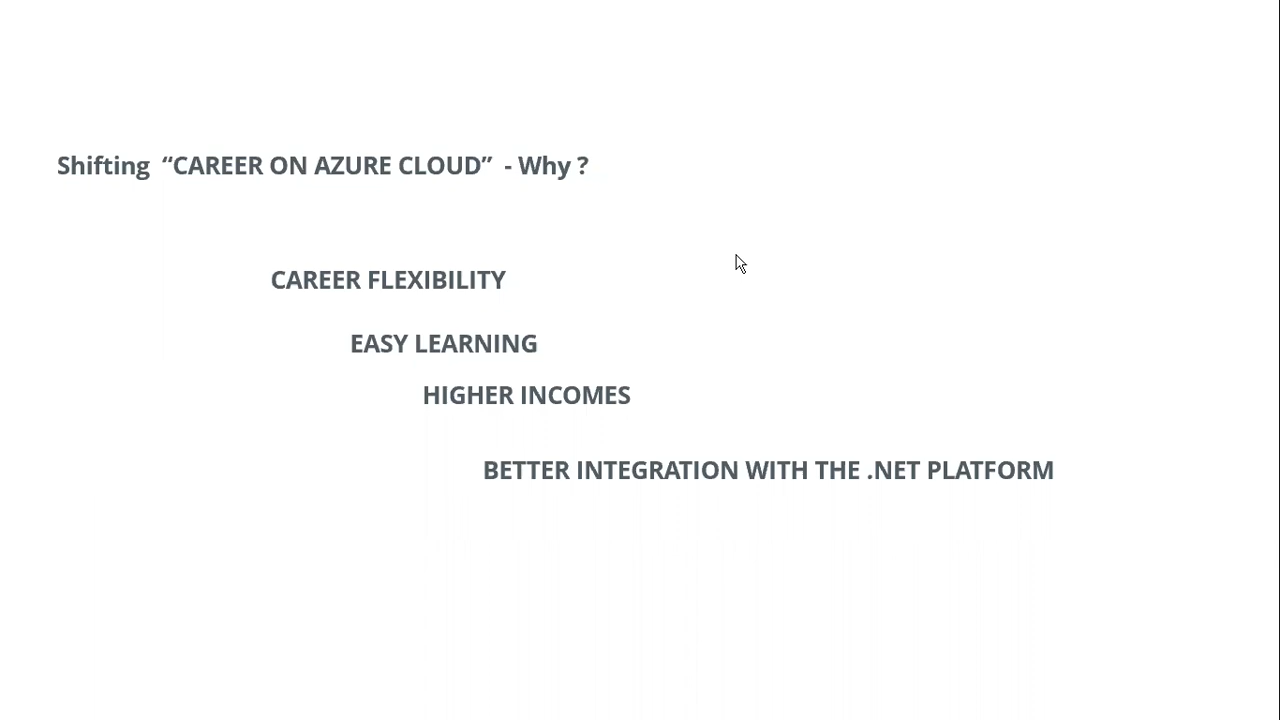 Shifting “CAREER ON AZURE CLOUD” - Why ?
CAREER FLEXIBILITY
EASY LEARNING
HIGHER INCOMES
BETTER INTEGRATION WITH THE .NET PLATFORM